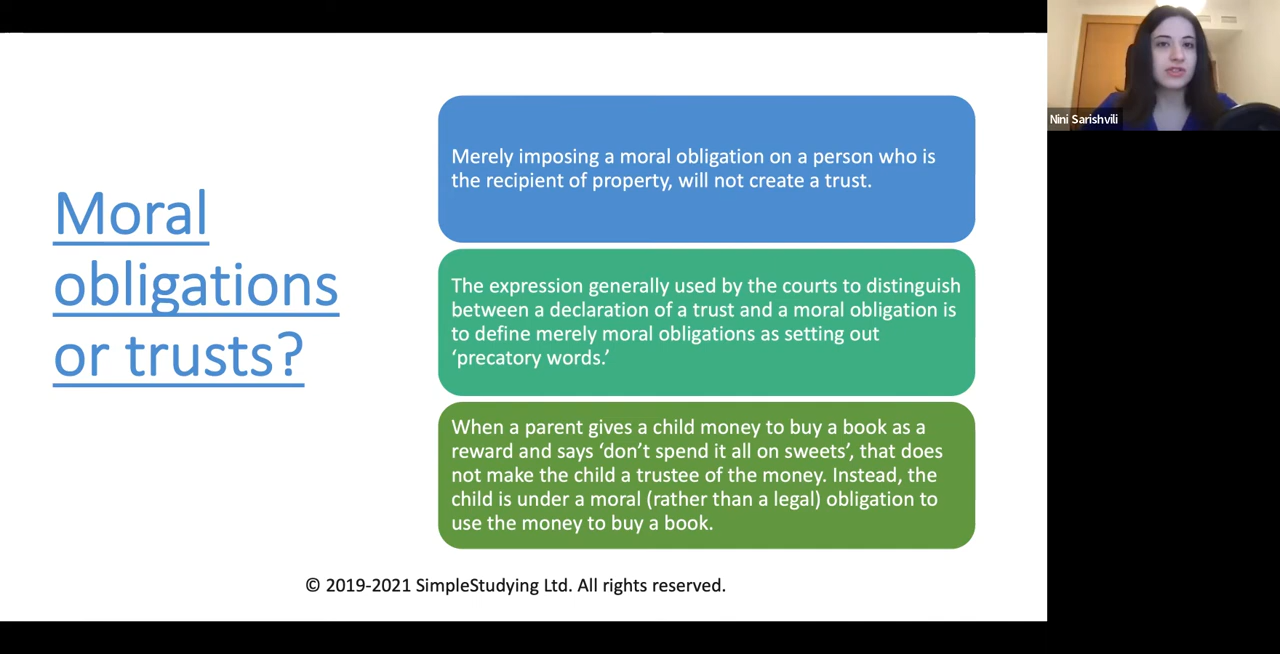 Moral
obligations
or trusts?
Merely imposing a moral obligation on a person who is
the recipient of property, will not create a trust.
The expression generally used by the courts to distinguish
between a declaration of a trust and a moral obligation is
to define merely moral obligations as setting out
‘precatory words.’
When a parent gives a child money to buy a book as a
reward and says ‘don’t spend it all on sweets’, that does
not make the child a trustee of the money. Instead, the
child is under a moral (rather than a legal) obligation to
use the money to buy a book.
© 2019-2021 SimpleStudying Ltd. All rights reserved.
Nini Sarishvili